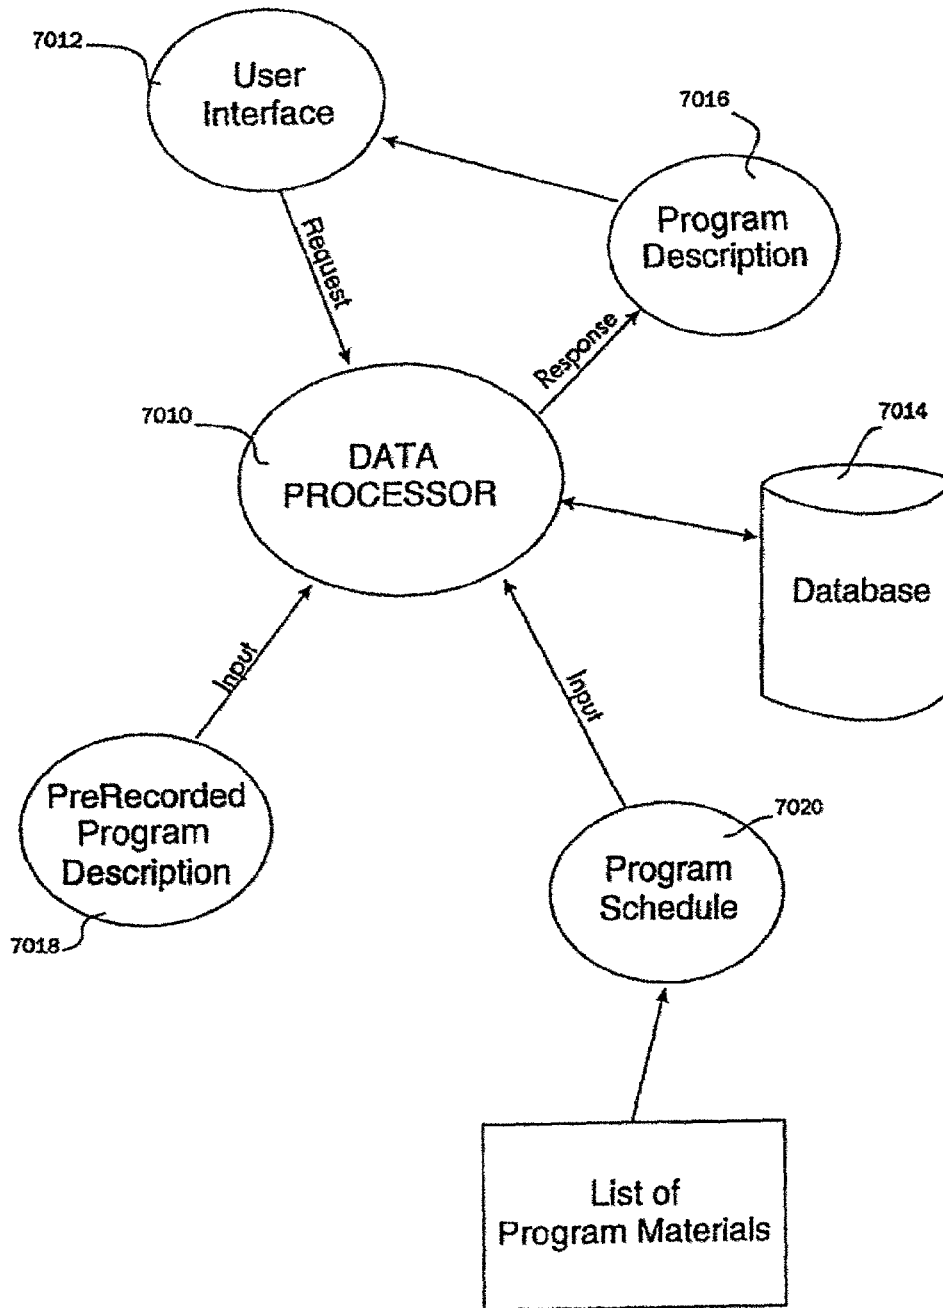 7012
User
Interface
7016
Program
Description
Request
Response
7010
DATA
PROCESSOR
7014
Database
Input
Input
PreRecorded
Program
Description
7018
7020
Program
Schedule
List of
Program Materials